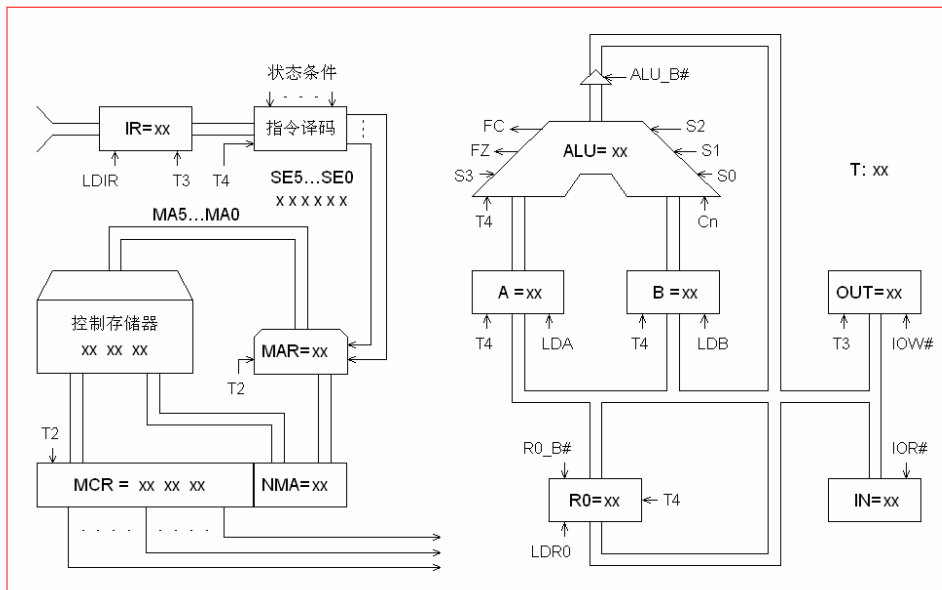 状态条件
IR=xx
指令译码
LDIR
T3
T4
SE5...SE0
x x x x x x
MA5...MA0
控制存储器
xx xx xx
MAR=xx
T2
T2
MCR = xx xx xx
NMA=xx
ALU_B#
FC
S2
FZ
ALU= xx
S1
S3
S0
T: xx
T4
Cn
A =xx
B =xx
OUT=xx
T4
LDA
T4
LDB
T3
IOW#
R0_B#
IOR#
R0=xx
T4
IN=xx
LDR0